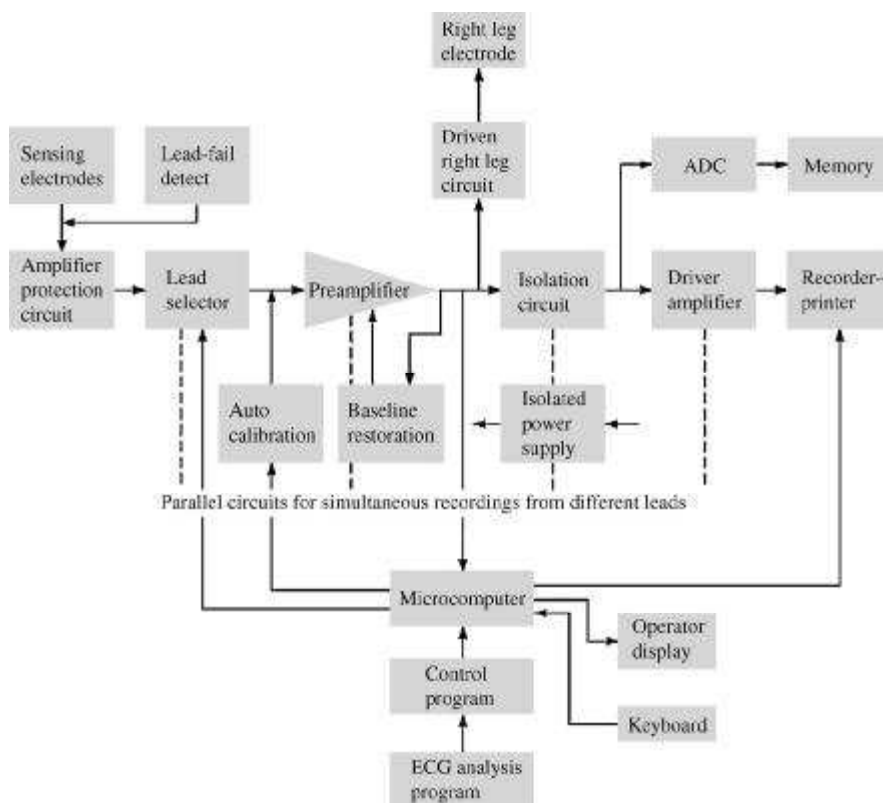 Right leg
electrode
Sensing
electrodes
Lead-fail
detect
Driven
right leg
circuit
ADC
Memory
Amplifier
protection
circuit
Lead
selector
Preamplifier
Isolation
circuit
Driver
amplifier
Recorder–
printer
Auto
calibration
Baseline
restoration
Isolated
power
supply
Parallel circuits for simultaneous recordings from different leads
Microcomputer
Operator
display
Control
program
Keyboard
ECG analysis
program